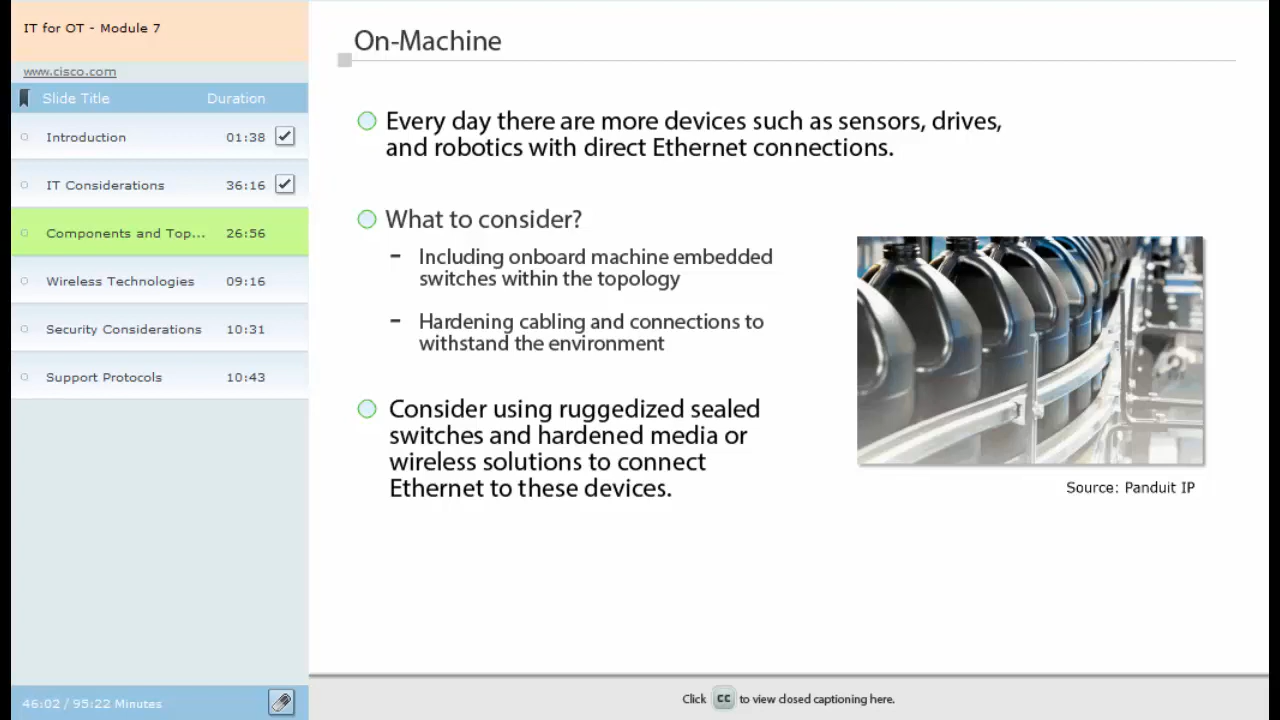 IT for OT - Module 7
www.cisco.com
Slide Title Duration
Introduction 01:38
IT Considerations 36:16
Components and Top... 26:56
Wireless Technologies 09:16
Security Considerations 10:31
Support Protocols 10:43
46:02 / 95:22 Minutes
On-Machine
Every day there are more devices such as sensors, drives,
and robotics with direct Ethernet connections.
What to consider?
- Including onboard machine embedded
switches within the topology
- Hardening cabling and connections to
withstand the environment
Consider using ruggedized sealed
switches and hardened media or
wireless solutions to connect
Ethernet to these devices.
Source: Panduit IP
Click CC to view closed captioning here.